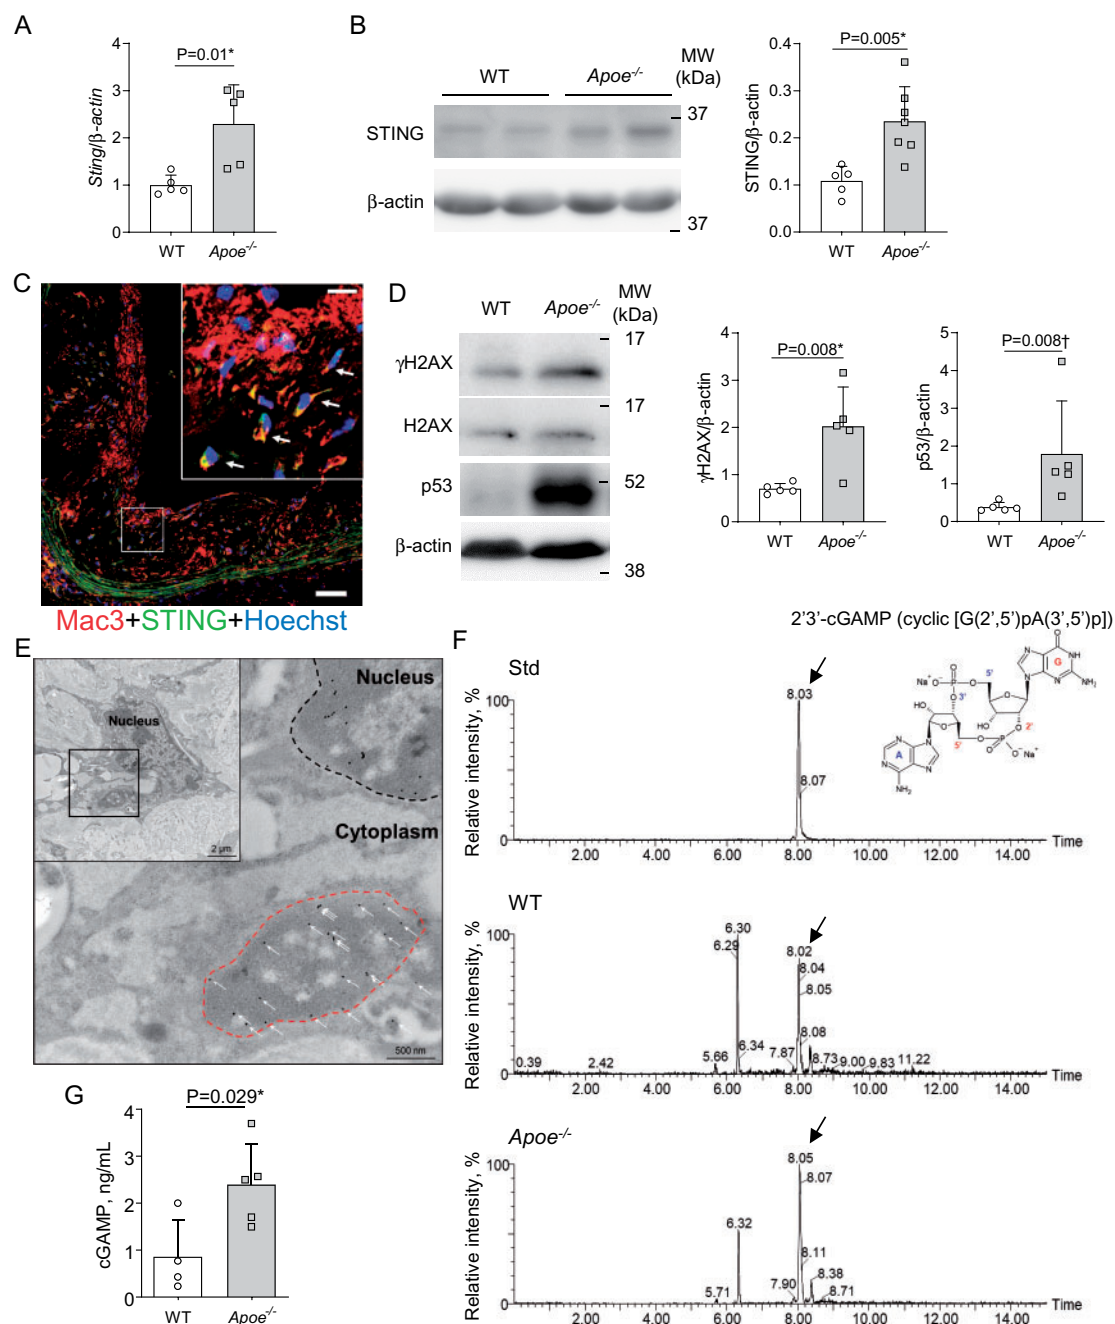 A
P=0.01*
Sting/β-actin
4
3
2
1
0
WT
Apoe-/-
B
WT
Apoe-/-
MW
(kDa)
STING
37
β-actin
37
P=0.005*
STING/β-actin
0.4
0.3
0.2
0.1
0.0
WT
Apoe-/-
C
Mac3+STING+Hoechst
D
WT
Apoe-/-
MW
(kDa)
γH2AX
17
H2AX
17
p53
52
β-actin
38
P=0.008*
γH2AX/β-actin
4
3
2
1
0
WT
Apoe-/-
P=0.008†
p53/β-actin
5
4
3
2
1
0
WT
Apoe-/-
E
Nucleus
2 µm
Nucleus
Cytoplasm
500 nm
F
2'3'-cGAMP (cyclic [G(2',5')pA(3',5')p])
Std
Relative intensity, %
100
0
8.03
8.07
2.00 4.00 6.00 8.00 10.00 12.00 14.00
Time
O
N
NH
G
N
N
NH2
Na+
O-
O
P
O
5'
O
3'
HO
O
HO
O
2'
O
5'
O
P
O
O-
Na+
N
N
A
N
N
NH2
WT
Relative intensity, %
100
0
6.30
6.29
8.02
8.04
8.05
0.39
2.42
5.66
6.34
7.87
8.08
8.73
9.00
9.83
11.22
2.00 4.00 6.00 8.00 10.00 12.00 14.00
Time
Apoe-/-
Relative intensity, %
100
0
8.05
8.07
6.32
8.11
5.71
7.90
8.38
8.71
2.00 4.00 6.00 8.00 10.00 12.00 14.00
Time
G
P=0.029*
cGAMP, ng/mL
4
3
2
1
0
WT
Apoe-/-